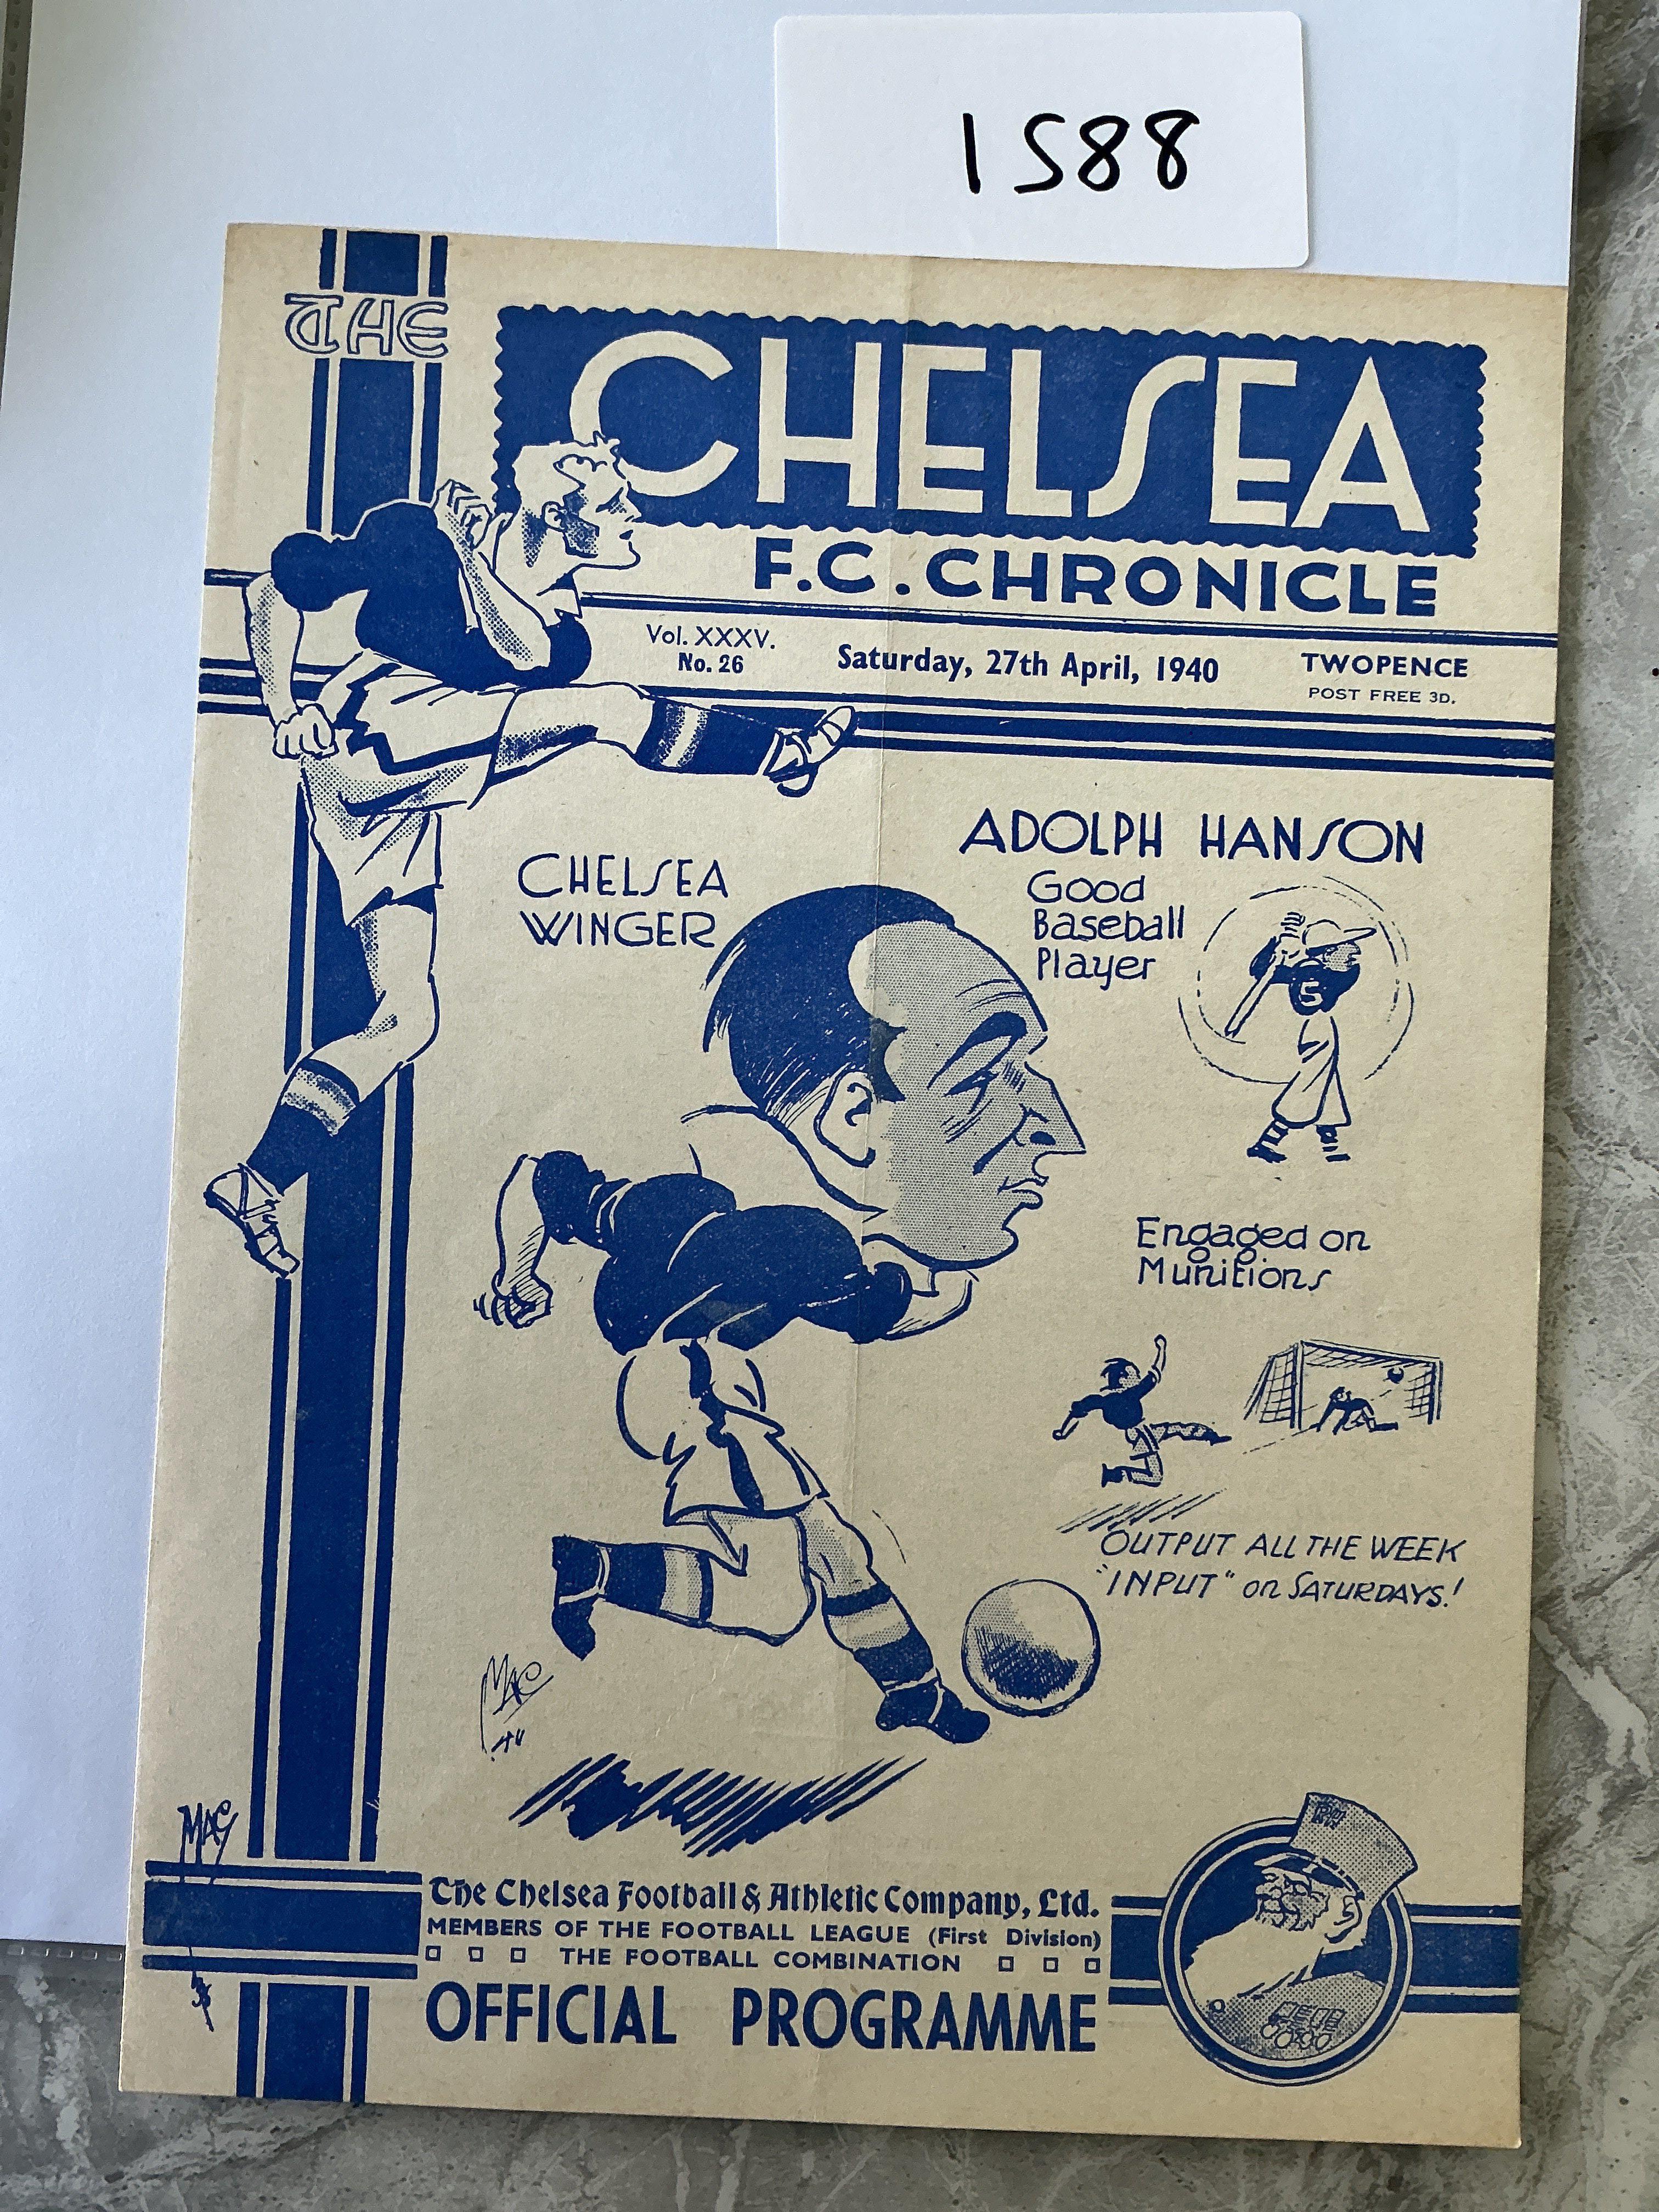 1588
THE
CHELSEA
F.C. CHRONICLE
Vol. XXXV.
No. 26
Saturday, 27th April, 1940
TWOPENCE
POST FREE 3D.
CHELSEA
WINGER
ADOLPH HANSON
Good
Baseball
Player
5
Engaged on
Munitions
OUTPUT ALL THE WEEK
"INPUT" on SATURDAYS!
MAC
MAC
The Chelsea Football & Athletic Company, Ltd.
MEMBERS OF THE FOOTBALL LEAGUE (First Division)
THE FOOTBALL COMBINATION
OFFICIAL PROGRAMME